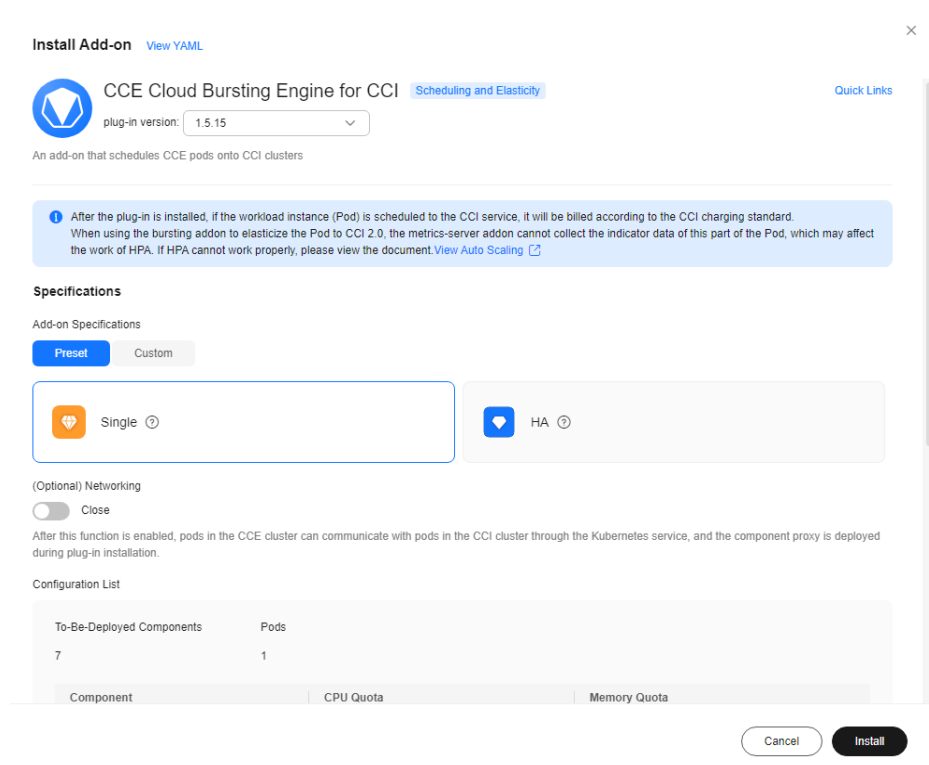 Install Add-on View YAML
CCE Cloud Bursting Engine for CCI Scheduling and Elasticity Quick Links
plug-in version: 1.5.15
An add-on that schedules CCE pods onto CCI clusters
After the plug-in is installed, if the workload instance (Pod) is scheduled to the CCI service, it will be billed according to the CCI charging standard.
When using the bursting addon to elasticize the Pod to CCI 2.0, the metrics-server addon cannot collect the indicator data of this part of the Pod, which may affect
the work of HPA. If HPA cannot work properly, please view the document.View Auto Scaling
Specifications
Add-on Specifications
Preset Custom
Single HA
(Optional) Networking
Close
After this function is enabled, pods in the CCE cluster can communicate with pods in the CCI cluster through the Kubernetes service, and the component proxy is deployed
during plug-in installation.
Configuration List
To-Be-Deployed Components Pods
7 1
Component CPU Quota Memory Quota
Cancel Install